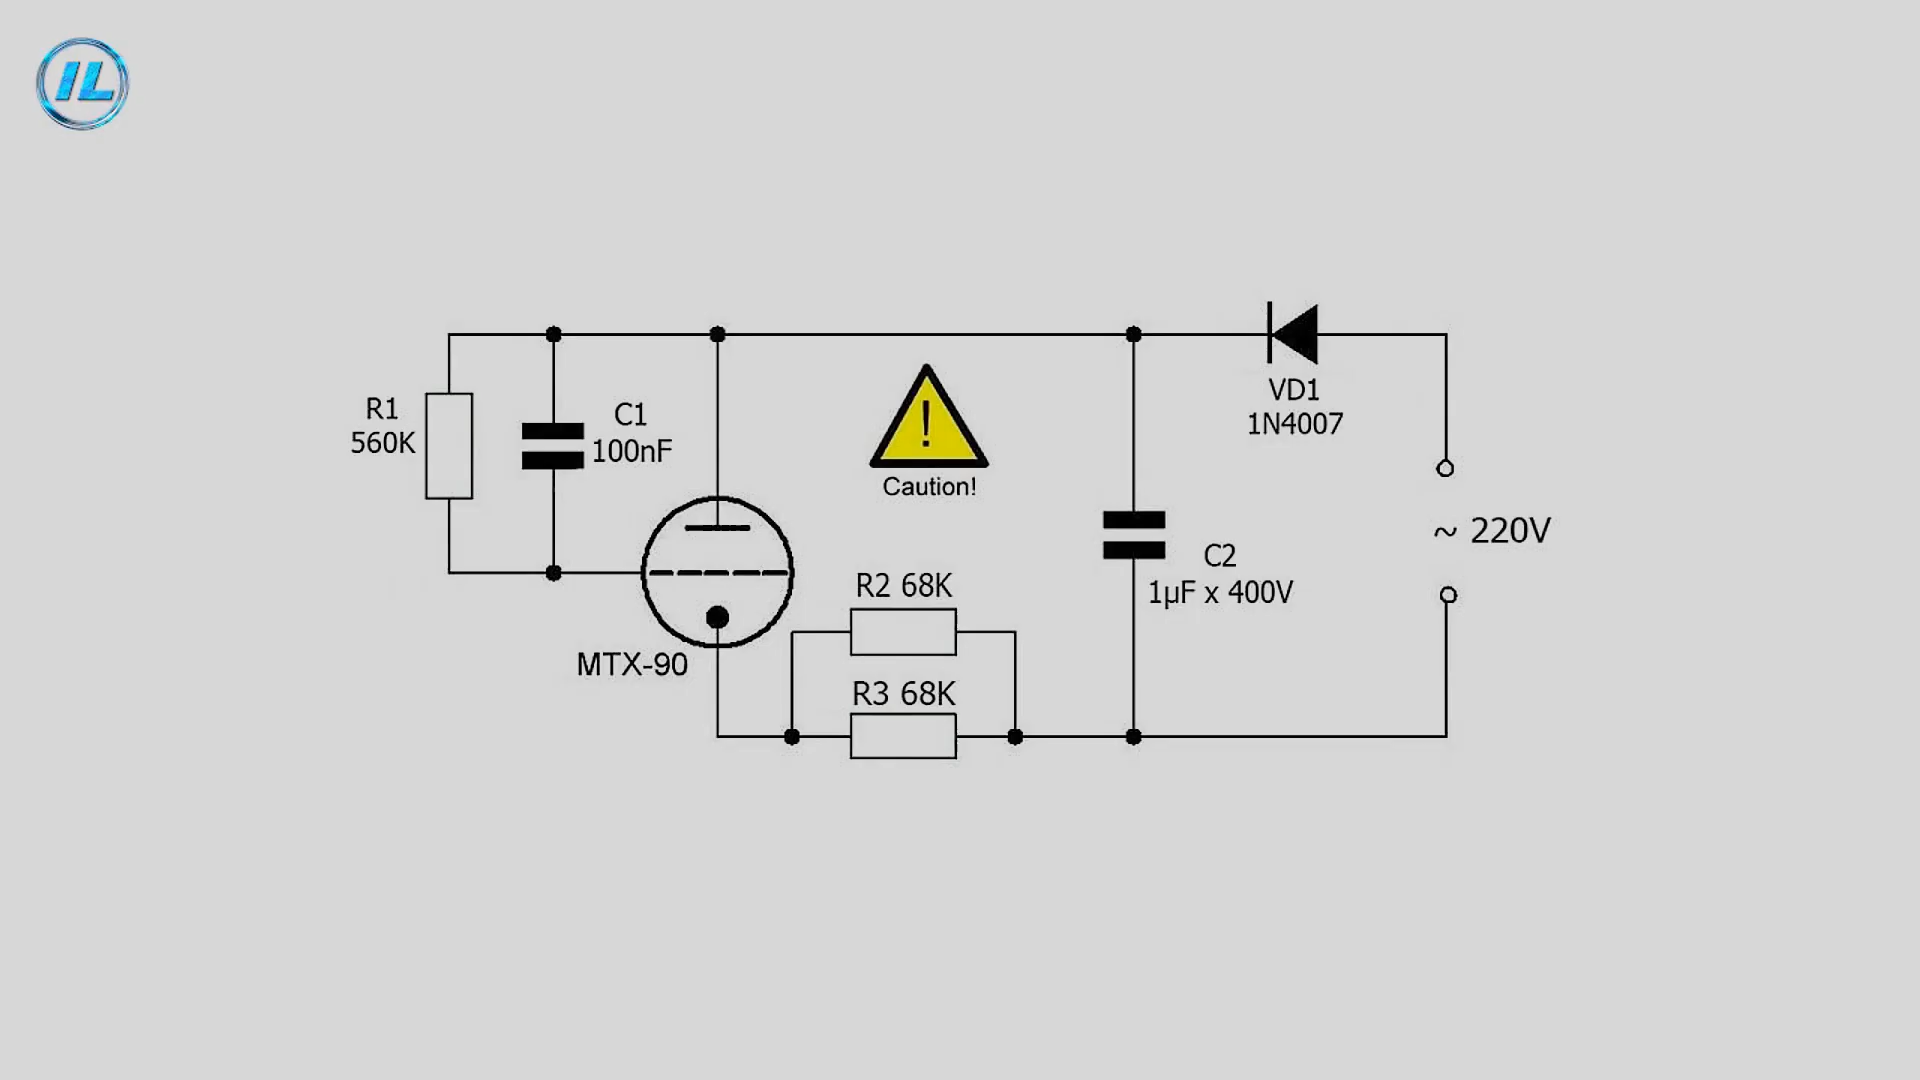 IL
R1
560K
C1
100nF
!
Caution!
VD1
1N4007
~ 220V
C2
1µF x 400V
R2 68K
MTX-90
R3 68K